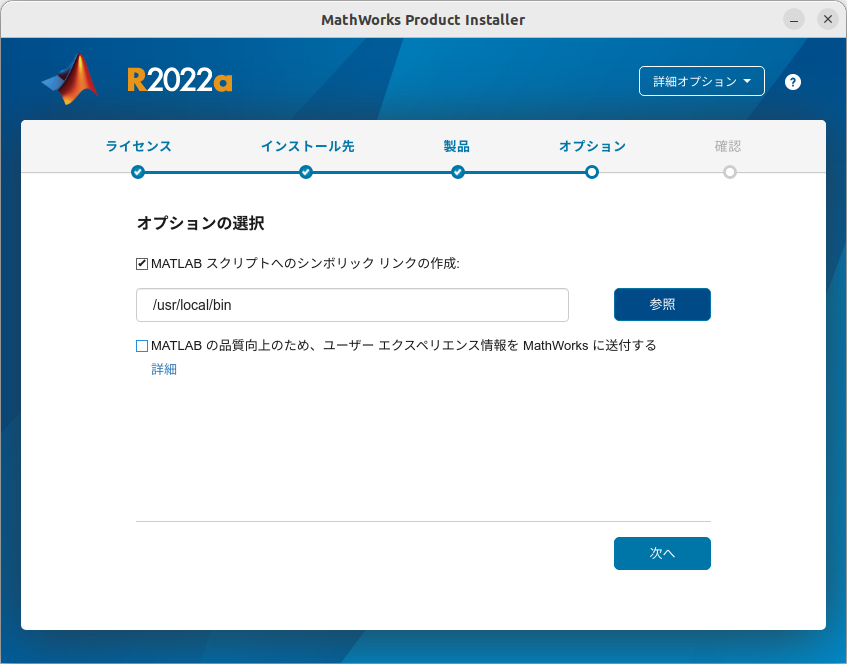 MathWorks Product Installer
R2022a
詳細オプション
?
ライセンス インストール先 製品 オプション 確認
オプションの選択
MATLAB スクリプトへのシンボリック リンクの作成:
/usr/local/bin
参照
MATLAB の品質向上のため、ユーザー エクスペリエンス情報を MathWorks に送付する
詳細
次へ